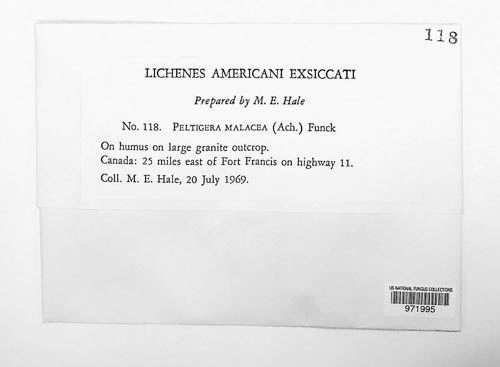 118
LICHENES AMERICANI EXSICCATI
Prepared by M. E. Hale
No. 118. PELTIGERA MALACEA (Ach.) Funck
On humus on large granite outcrop.
Canada: 25 miles east of Fort Francis on highway 11.
Coll. M. E. Hale, 20 July 1969.
US NATIONAL FUNGUS COLLECTIONS
971995